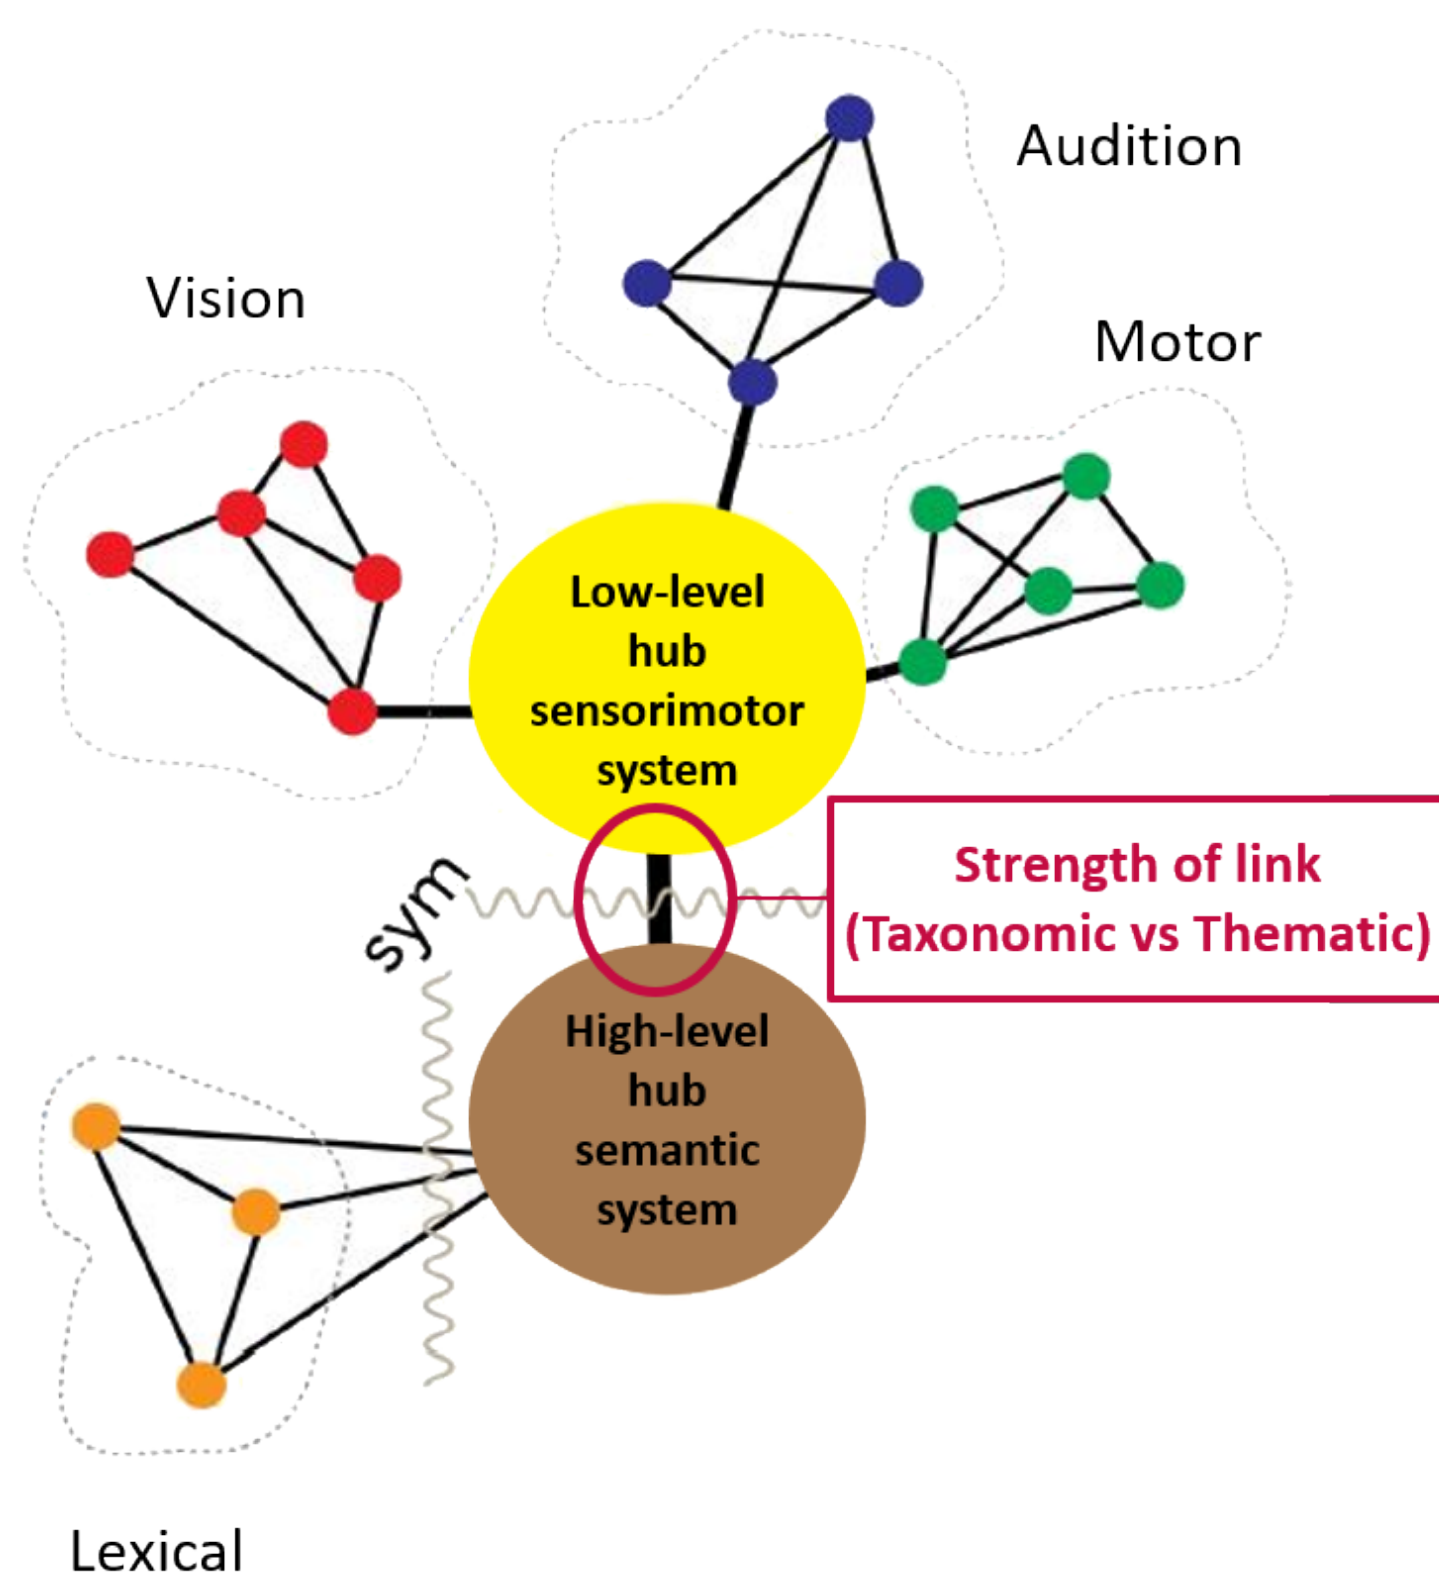 Audition
Vision
Motor
Low-level
hub
sensorimotor
system
sym
Strength of link
(Taxonomic vs Thematic)
High-level
hub
semantic
system
Lexical